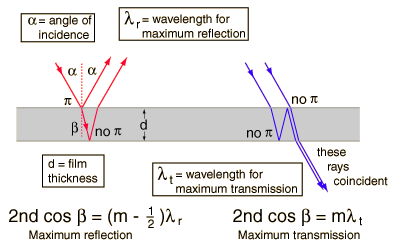 α = angle of
incidence
λr = wavelength for
maximum reflection
α α
π
no π
β
no π
d
no π
d = film
thickness
λt = wavelength for
maximum transmission
these
rays
coincident
2nd cos β = (m - 1/2) λr
Maximum reflection
2nd cos β = mλt
Maximum transmission